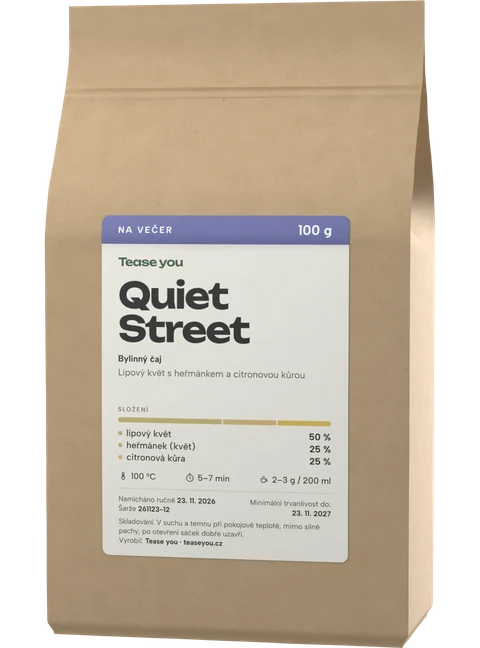 NA VEČER 100 g
Tease you
Quiet
Street
Bylinný čaj
Lipový květ s heřmánkem a citronovou kůrou
SLOŽENÍ
lipový květ 50 %
heřmánek (květ) 25 %
citronová kůra 25 %
100 °C 5–7 min 2–3 g / 200 ml
Namícháno ručně 23. 11. 2026 Minimální trvanlivost do:
Šarže 261123-12 23. 11. 2027
Skladování: V suchu a temnu při pokojové teplotě, mimo silné
pachy; po otevření sáček dobře uzavři.
Vyrobil: Tease you · teaseyou.cz